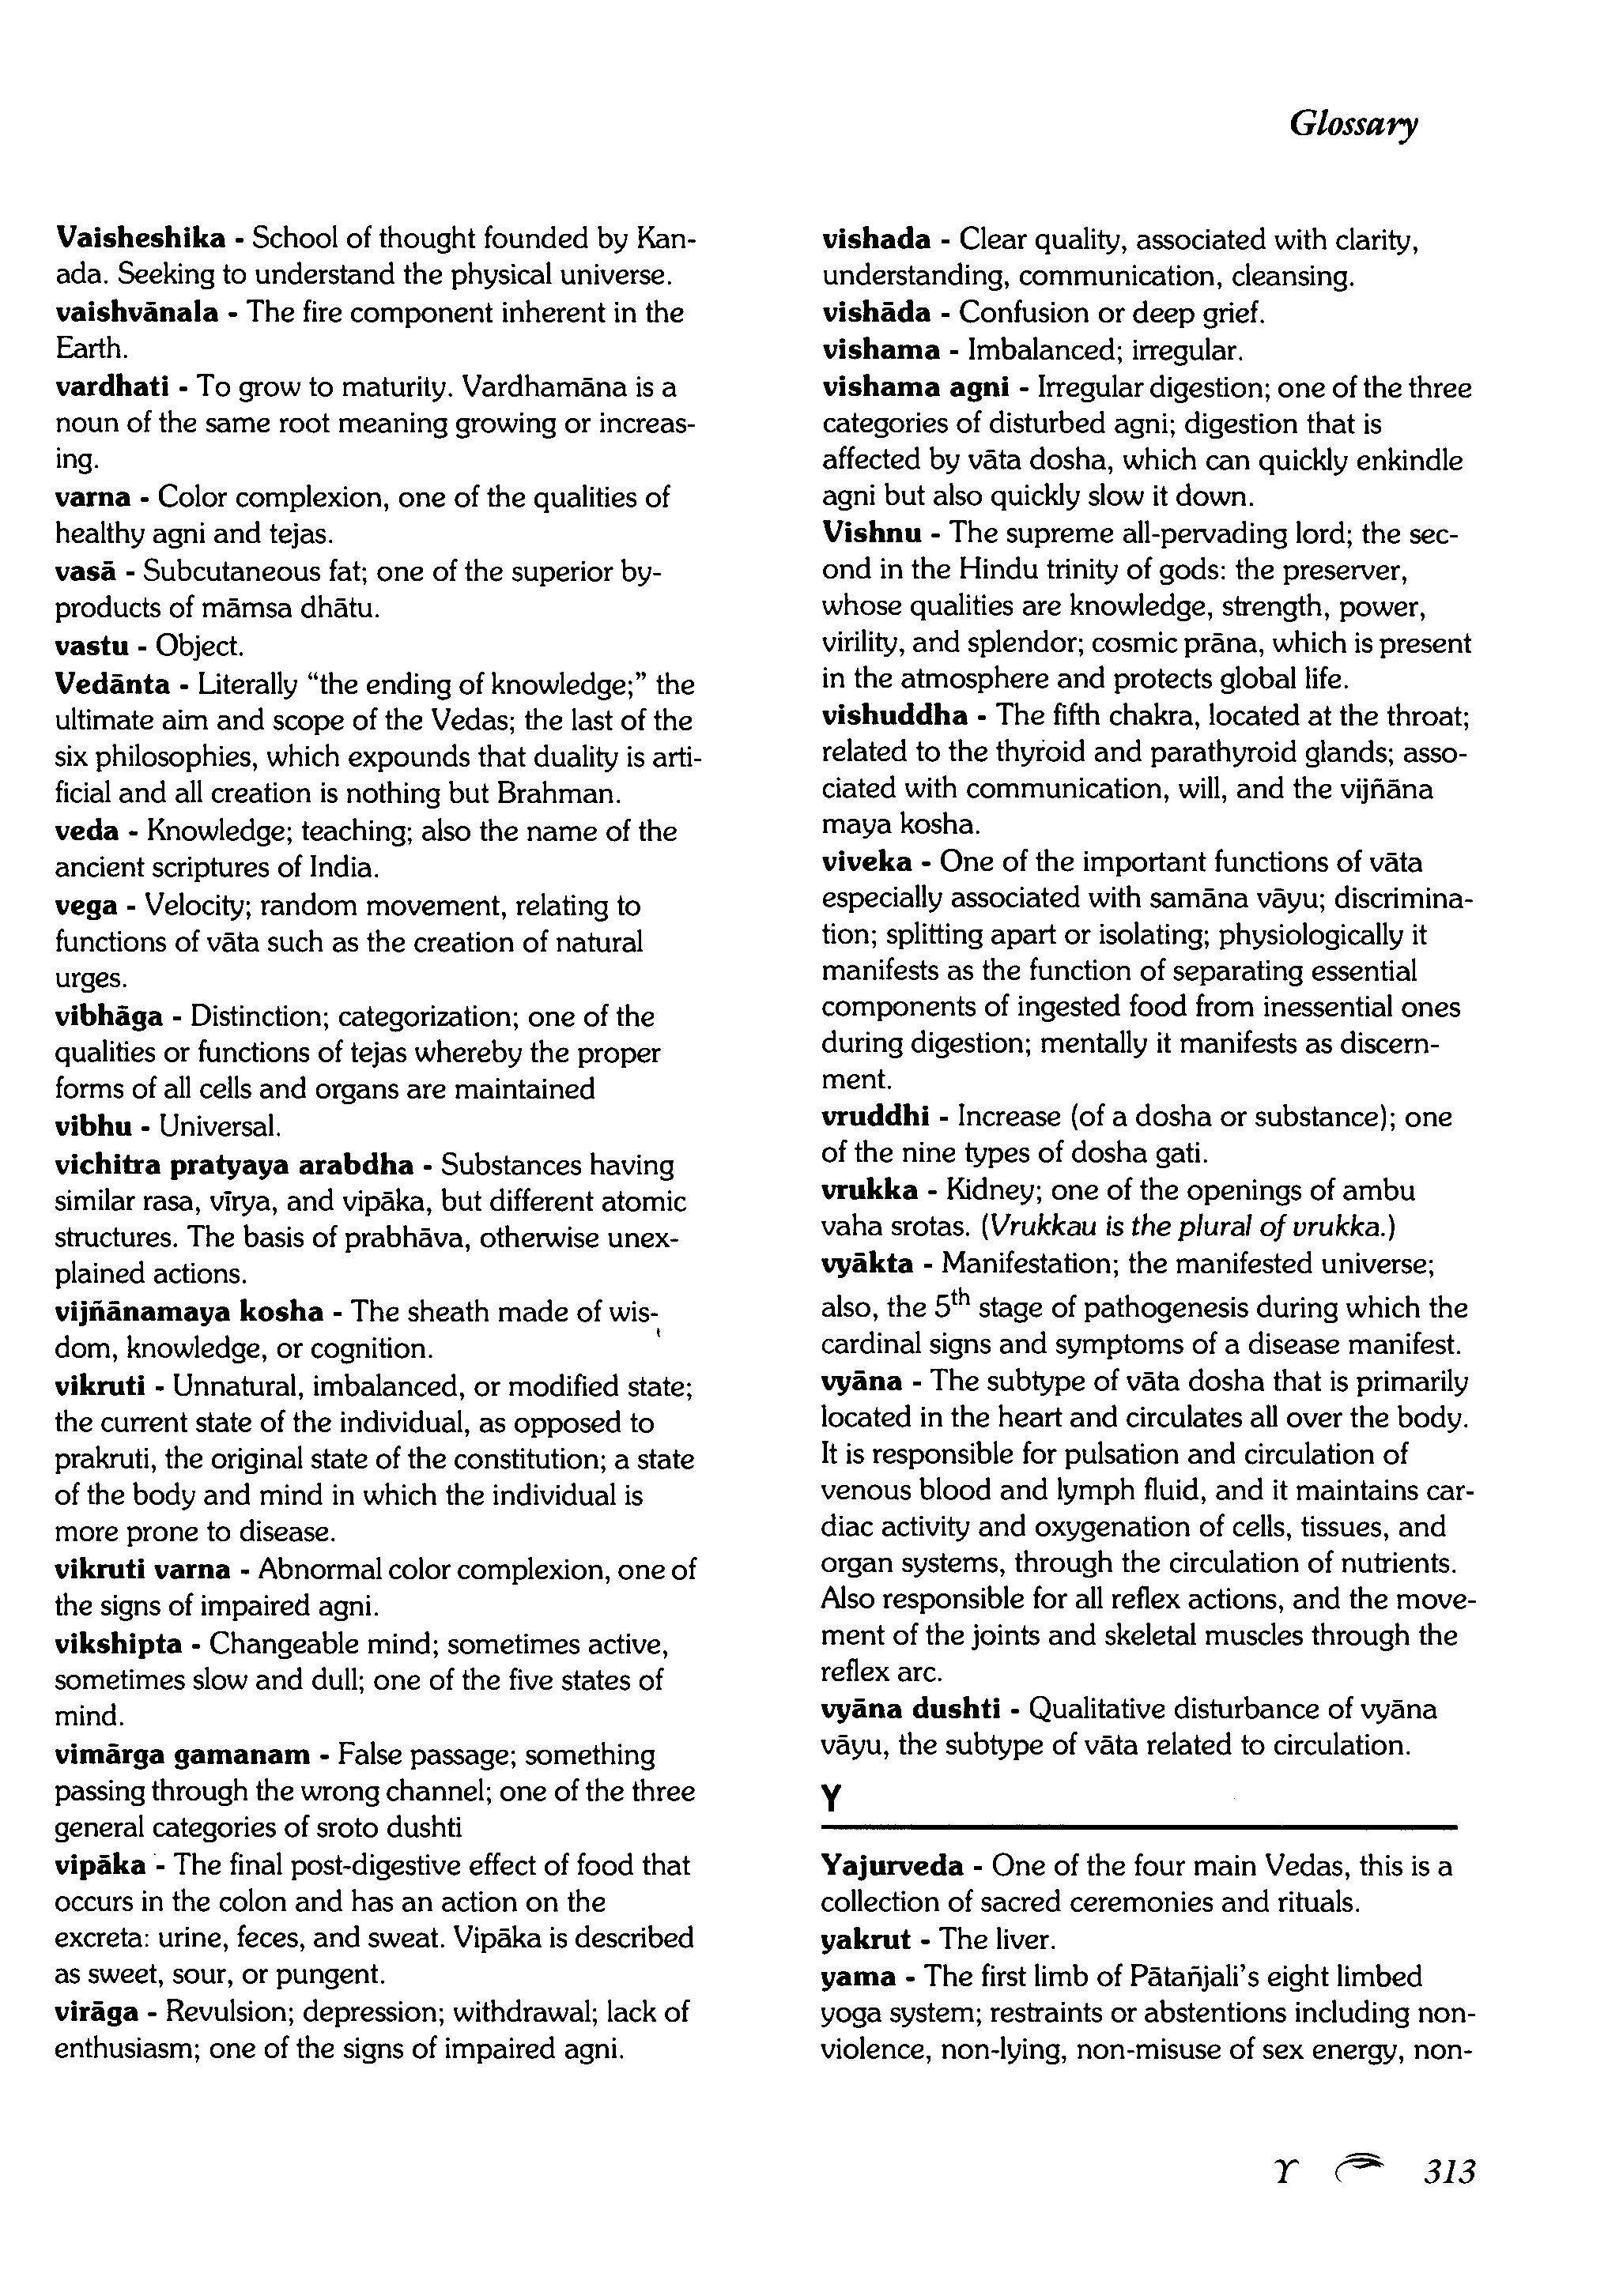 Glossary
Vaisheshika - School of thought founded by Kan-
ada. Seeking to understand the physical universe.
vaishvānala - The fire component inherent in the
Earth.
vardhati - To grow to maturity. Vardhamāna is a
noun of the same root meaning growing or increas-
ing.
varna - Color complexion, one of the qualities of
healthy agni and tejas.
vasā - Subcutaneous fat; one of the superior by-
products of māmsa dhātu.
vastu - Object.
Vedānta - Literally “the ending of knowledge;” the
ultimate aim and scope of the Vedas; the last of the
six philosophies, which expounds that duality is arti-
ficial and all creation is nothing but Brahman.
veda - Knowledge; teaching; also the name of the
ancient scriptures of India.
vega - Velocity; random movement, relating to
functions of vāta such as the creation of natural
urges.
vibhāga - Distinction; categorization; one of the
qualities or functions of tejas whereby the proper
forms of all cells and organs are maintained
vibhu - Universal.
vichitra pratyaya arabdha - Substances having
similar rasa, vīrya, and vipāka, but different atomic
structures. The basis of prabhāva, otherwise unex-
plained actions.
vijñānamaya kosha - The sheath made of wis-
dom, knowledge, or cognition.
vikruti - Unnatural, imbalanced, or modified state;
the current state of the individual, as opposed to
prakruti, the original state of the constitution; a state
of the body and mind in which the individual is
more prone to disease.
vikruti varna - Abnormal color complexion, one of
the signs of impaired agni.
vikshipta - Changeable mind; sometimes active,
sometimes slow and dull; one of the five states of
mind.
vimārga gamanam - False passage; something
passing through the wrong channel; one of the three
general categories of sroto dushti
vipāka - The final post-digestive effect of food that
occurs in the colon and has an action on the
excreta: urine, feces, and sweat. Vipāka is described
as sweet, sour, or pungent.
virāga - Revulsion; depression; withdrawal; lack of
enthusiasm; one of the signs of impaired agni.
vishada - Clear quality, associated with clarity,
understanding, communication, cleansing.
vishāda - Confusion or deep grief.
vishama - Imbalanced; irregular.
vishama agni - Irregular digestion; one of the three
categories of disturbed agni; digestion that is
affected by vāta dosha, which can quickly enkindle
agni but also quickly slow it down.
Vishnu - The supreme all-pervading lord; the sec-
ond in the Hindu trinity of gods: the preserver,
whose qualities are knowledge, strength, power,
virility, and splendor; cosmic prāna, which is present
in the atmosphere and protects global life.
vishuddha - The fifth chakra, located at the throat;
related to the thyroid and parathyroid glands; asso-
ciated with communication, will, and the vijñāna
maya kosha.
viveka - One of the important functions of vāta
especially associated with samāna vāyu; discrimina-
tion; splitting apart or isolating; physiologically it
manifests as the function of separating essential
components of ingested food from inessential ones
during digestion; mentally it manifests as discern-
ment.
vruddhi - Increase (of a dosha or substance); one
of the nine types of dosha gati.
vrukka - Kidney; one of the openings of ambu
vaha srotas. (Vrukkau is the plural of vrukka.)
vyākta - Manifestation; the manifested universe;
also, the 5th stage of pathogenesis during which the
cardinal signs and symptoms of a disease manifest.
vyāna - The subtype of vāta dosha that is primarily
located in the heart and circulates all over the body.
It is responsible for pulsation and circulation of
venous blood and lymph fluid, and it maintains car-
diac activity and oxygenation of cells, tissues, and
organ systems, through the circulation of nutrients.
Also responsible for all reflex actions, and the move-
ment of the joints and skeletal muscles through the
reflex arc.
vyāna dushti - Qualitative disturbance of vyāna
vāyu, the subtype of vāta related to circulation.
Y
Yajurveda - One of the four main Vedas, this is a
collection of sacred ceremonies and rituals.
yakrut - The liver.
yama - The first limb of Pātañjali’s eight limbed
yoga system; restraints or abstentions including non-
violence, non-lying, non-misuse of sex energy, non-
Y 313